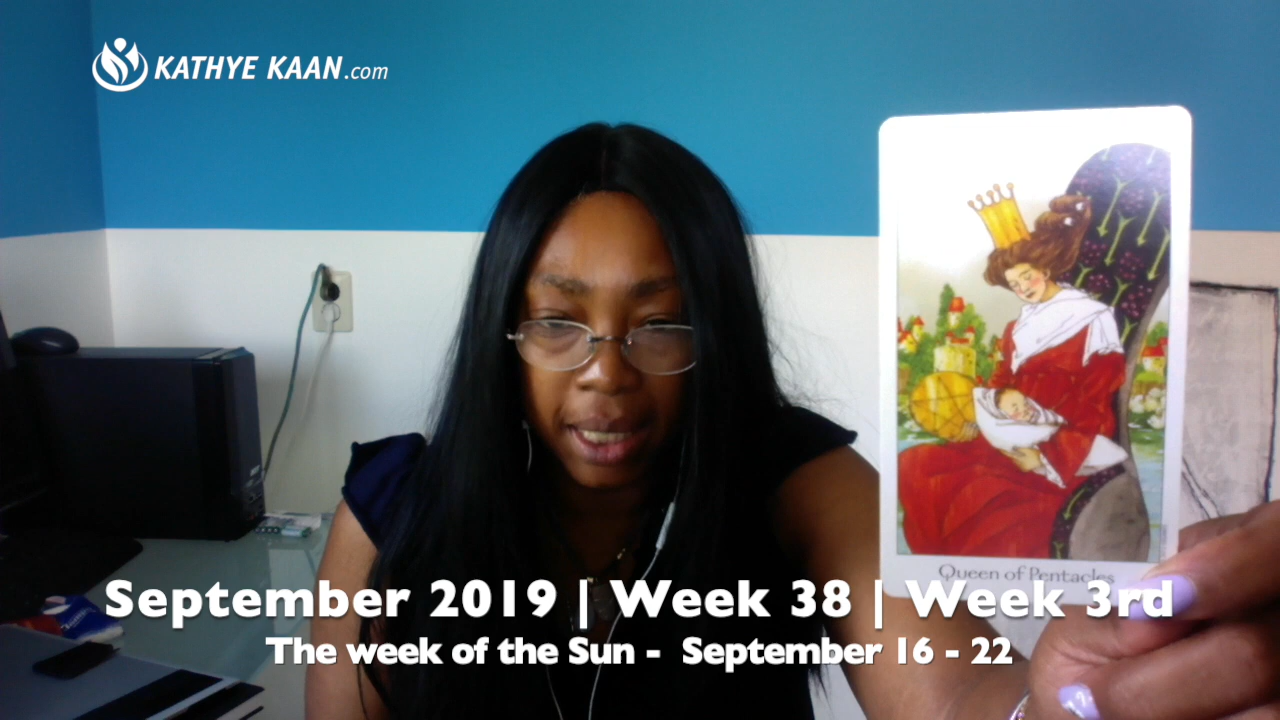 KATHYE KAAN.com
Queen of Pentacles
September 2019 | Week 38 | Week 3rd
The week of the Sun - September 16 - 22